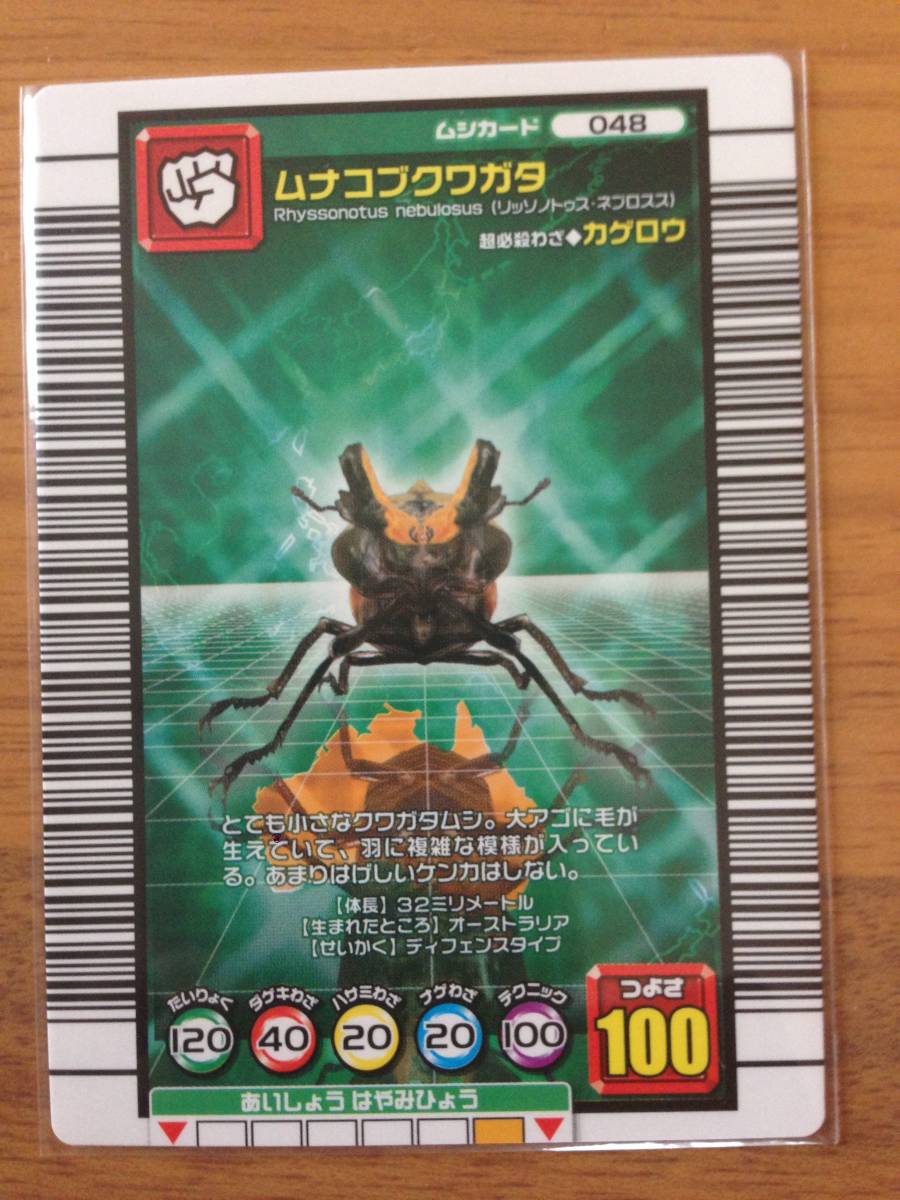 ムシカード 048
ムナコブクワガタ
Rhyssonotus nebulosus (リッソノトゥス・ネブロスス)
超必殺わざ◆カゲロウ
とても小さなクワガタムシ。大アゴに毛が
生えていて、羽に複雑な模様が入ってい
る。あまりはげしいケンカはしない。
【体長】32ミリメートル
【生まれたところ】オーストラリア
【せいかく】ディフェンスタイプ
たいりょく ダゲキわざ ハサミわざ ナゲわざ テクニック
120 40 20 20 100
つよさ
100
あいしょう はやみひょう